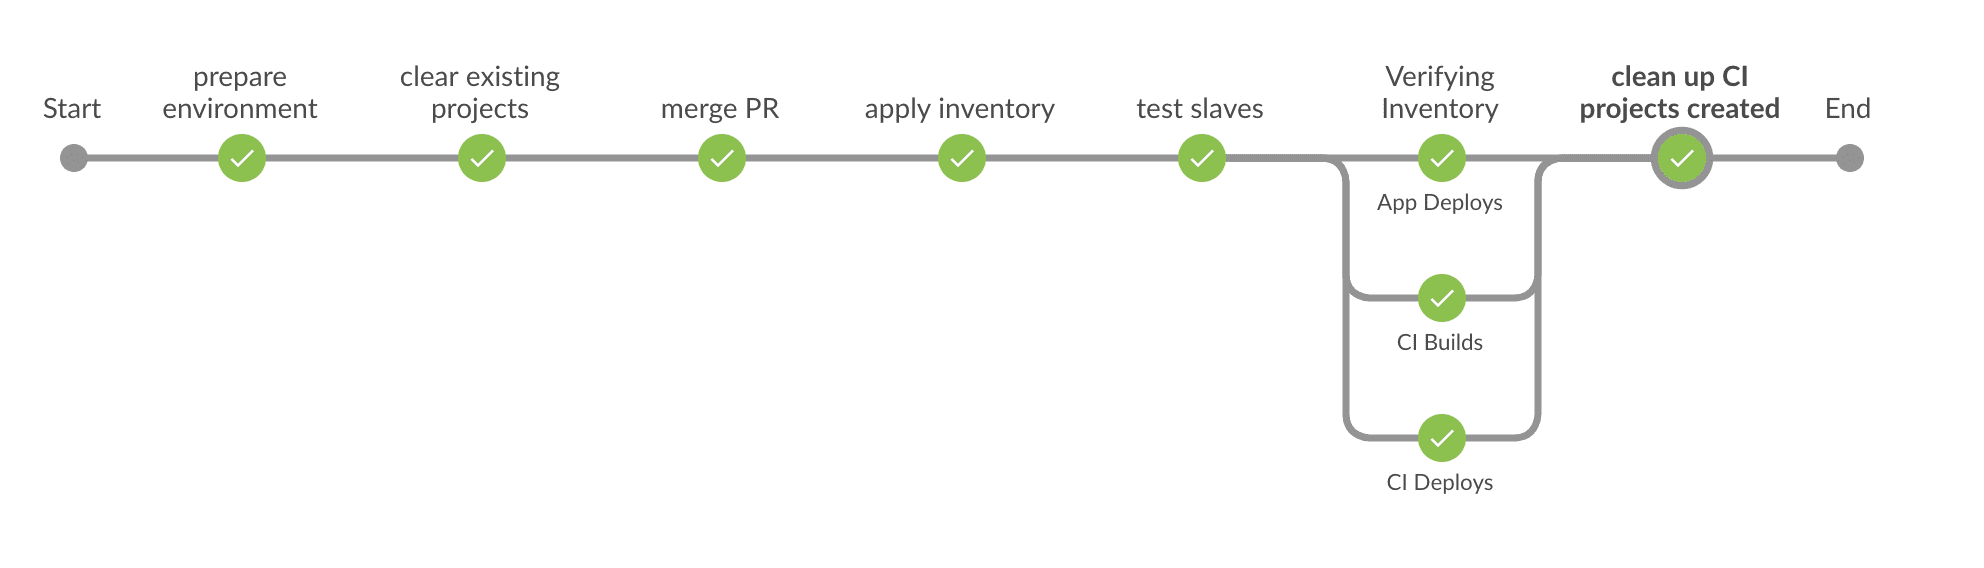 Start
prepare
environment
clear existing
projects
merge PR
apply inventory
test slaves
Verifying
Inventory
App Deploys
CI Builds
CI Deploys
clean up CI
projects created
End